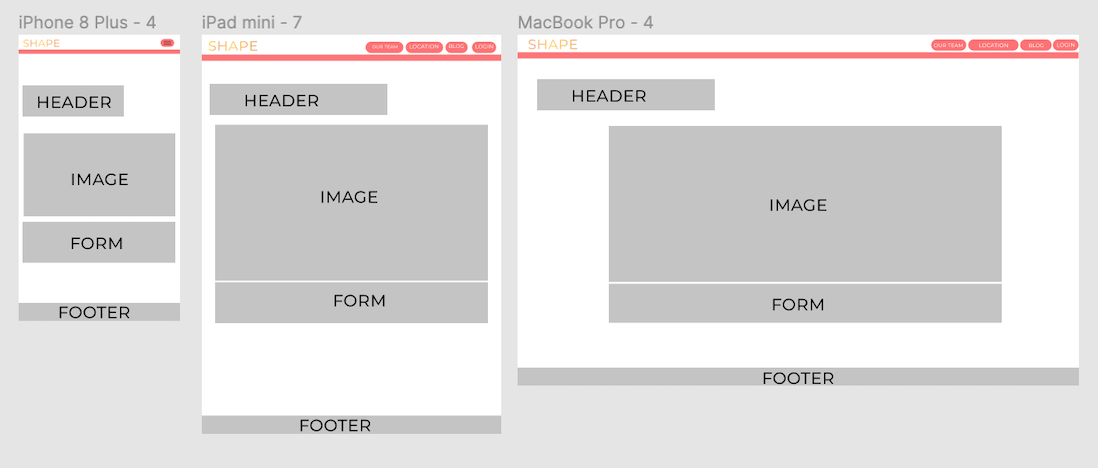 iPhone 8 Plus - 4
SHAPE
HEADER
IMAGE
FORM
FOOTER
iPad mini - 7
SHAPE
OUR TEAM
LOCATION
BLOG
LOGIN
HEADER
IMAGE
FORM
FOOTER
MacBook Pro - 4
SHAPE
OUR TEAM
LOCATION
BLOG
LOGIN
HEADER
IMAGE
FORM
FOOTER